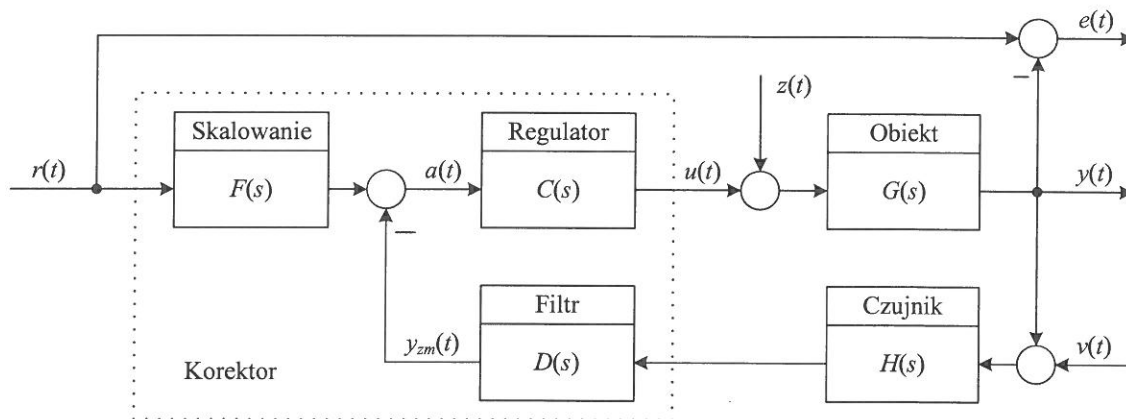 e(t)
z(t)
Skalowanie
Regulator
Obiekt
r(t)
F(s)
a(t)
C(s)
u(t)
G(s)
y(t)
Filtr
Czujnik
y_zm(t)
D(s)
H(s)
v(t)
Korektor